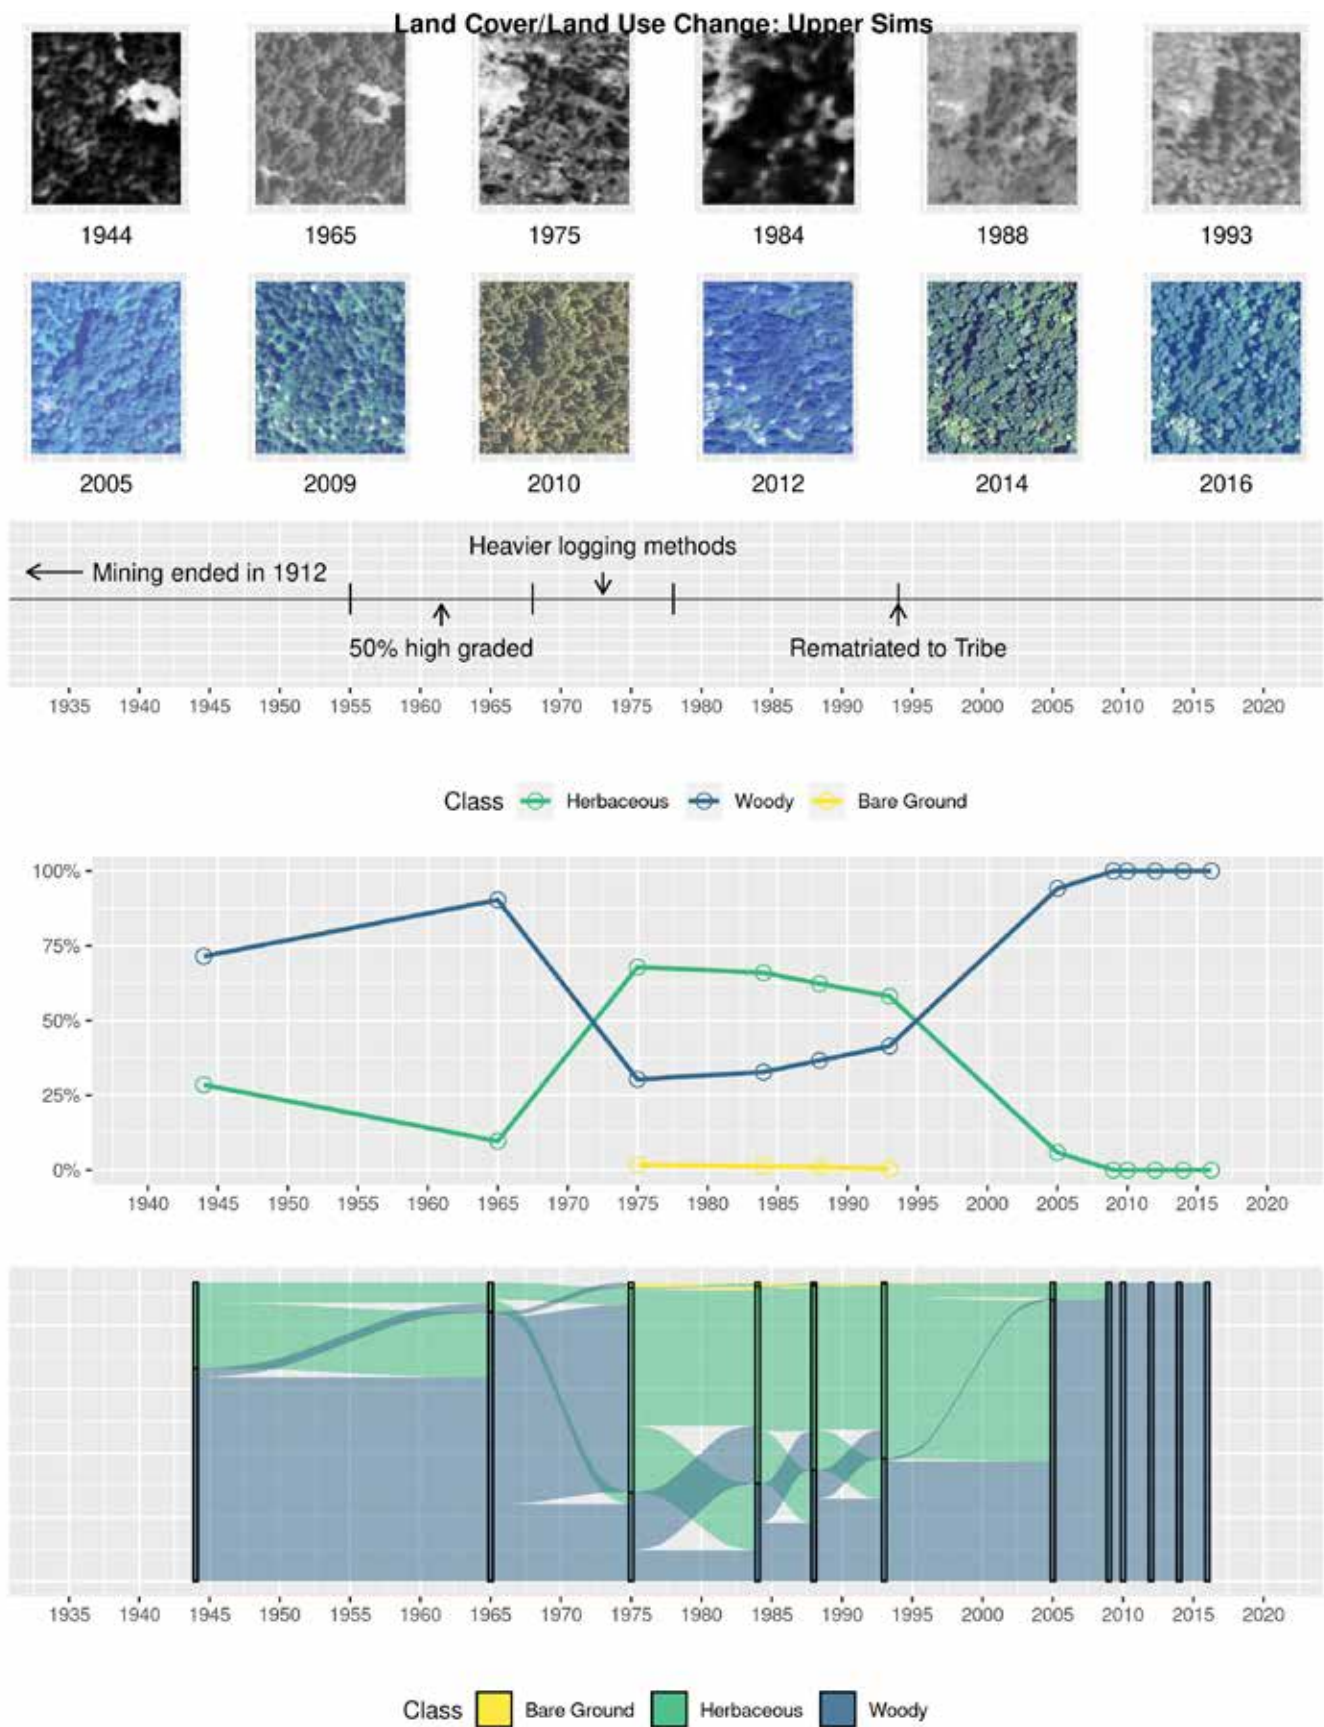 Land Cover/Land Use Change: Upper Sims
1944 1965 1975 1984 1988 1993
2005 2009 2010 2012 2014 2016
Heavier logging methods
Mining ended in 1912
50% high graded Rematriated to Tribe
1935 1940 1945 1950 1955 1960 1965 1970 1975 1980 1985 1990 1995 2000 2005 2010 2015 2020
Class Herbaceous Woody Bare Ground
100%
75%
50%
25%
0%
1940 1945 1950 1955 1960 1965 1970 1975 1980 1985 1990 1995 2000 2005 2010 2015 2020
1935 1940 1945 1950 1955 1960 1965 1970 1975 1980 1985 1990 1995 2000 2005 2010 2015 2020
Class Bare Ground Herbaceous Woody